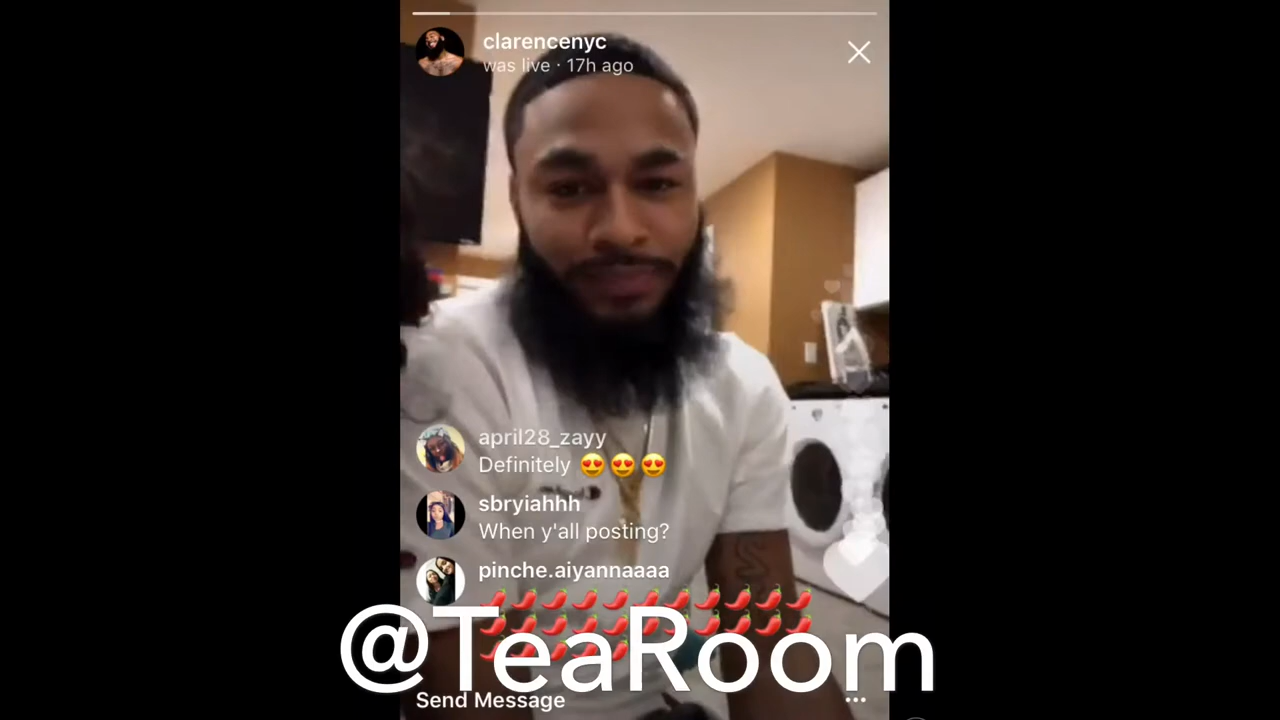 clarencenyc
was live · 17h ago
april28_zayy
Definitely 😍😍😍
sbryiahhh
When y'all posting?
pinche.aiyannaaaa
🌶🌶🌶🌶🌶🌶🌶🌶🌶🌶🌶
🌶🌶🌶🌶🌶🌶🌶🌶🌶🌶🌶
🌶🌶🌶🌶🌶
@TeaRoom
Send Message